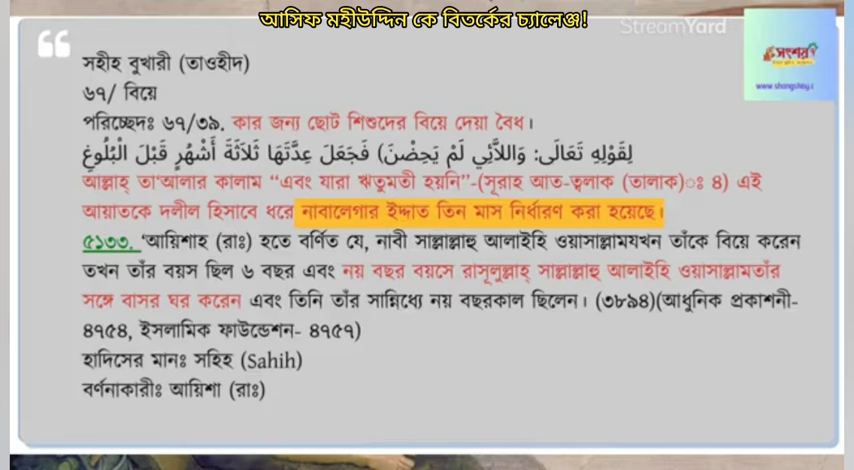 আসিফ মহীউদ্দিন কে বিতর্কের চ্যালেঞ্জ!
StreamYard
সংশয়
www.shongshoy.c
সহীহ বুখারী (তাওহীদ)
৬৭/ বিয়ে
পরিচ্ছেদঃ ৬৭/৩৯. কার জন্য ছোট শিশুদের বিয়ে দেয়া বৈধ।
لِقَوْلِهِ تَعَالَى: وَاللاَّئِي لَمْ يَحِضْنَ) فَجَعَلَ عِدَّتَهَا ثَلاَثَةَ أَشْهُرٍ قَبْلَ الْبُلُوغِ
আল্লাহ্ তা‘আলার কালাম “এবং যারা ঋতুমতী হয়নি”-(সূরাহ আত-ত্বলাক (তালাক)ঃ ৪) এই
আয়াতকে দলীল হিসাবে ধরে নাবালেগার ইদ্দাত তিন মাস নির্ধারণ করা হয়েছে।
৫১৩৩. ‘আয়িশাহ (রাঃ) হতে বর্ণিত যে, নাবী সাল্লাল্লাহু আলাইহি ওয়াসাল্লামযখন তাঁকে বিয়ে করেন
তখন তাঁর বয়স ছিল ৬ বছর এবং নয় বছর বয়সে রাসূলুল্লাহ্ সাল্লাল্লাহু আলাইহি ওয়াসাল্লামতাঁর
সঙ্গে বাসর ঘর করেন এবং তিনি তাঁর সান্নিধ্যে নয় বছরকাল ছিলেন। (৩৮৯৪)(আধুনিক প্রকাশনী-
৪৭৫৪, ইসলামিক ফাউন্ডেশন- ৪৭৫৭)
হাদিসের মানঃ সহিহ (Sahih)
বর্ণনাকারীঃ আয়িশা (রাঃ)